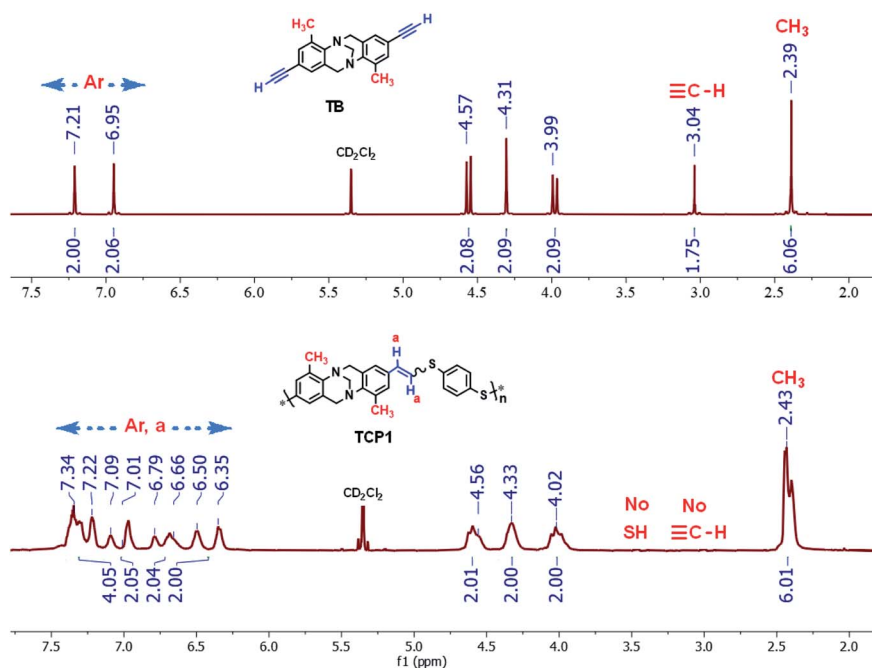 H₃C
H
N
N
CH₃
H
TB
CH₃
Ar
≡C-H
CD₂Cl₂
7.21
6.95
4.57
4.31
3.99
3.04
2.39
2.00
2.06
2.08
2.09
2.09
1.75
6.06
7.5 7.0 6.5 6.0 5.5 5.0 4.5 4.0 3.5 3.0 2.5 2.0
a
CH₃
H
S
N
N
H
a
CH₃
S
*
*
n
TCP1
CH₃
Ar, a
CD₂Cl₂
No No
SH ≡C-H
7.34
7.22
7.09
7.01
6.79
6.66
6.50
6.35
4.56
4.33
4.02
2.43
4.05
2.05
2.04
2.00
2.01
2.00
2.00
6.01
7.5 7.0 6.5 6.0 5.5 5.0 4.5 4.0 3.5 3.0 2.5 2.0
f1 (ppm)